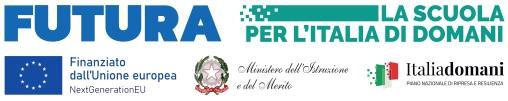 FUTURA
LA SCUOLA
PER L'ITALIA DI DOMANI
Finanziato
dall'Unione europea
NextGenerationEU
Ministero dell'Istruzione
e del Merito
Italiadomani
PIANO NAZIONALE DI RIPRESA E RESILIENZA